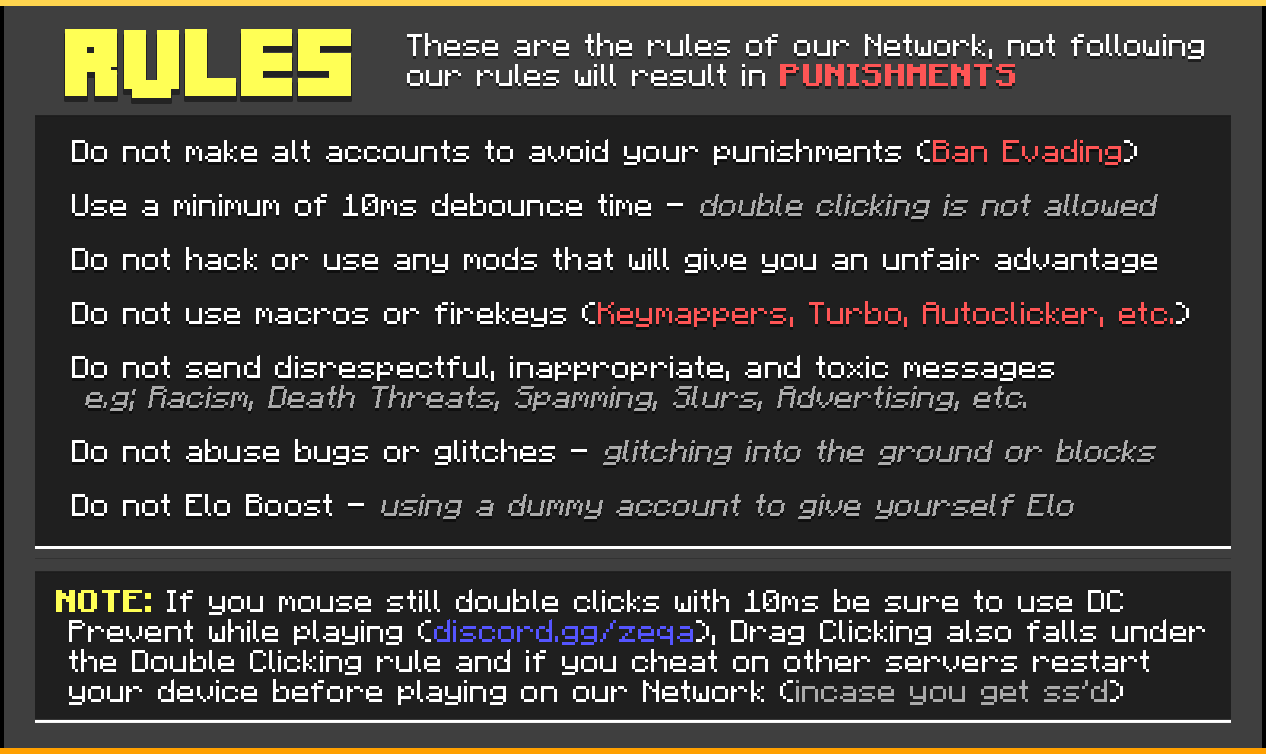 RULES
These are the rules of our Network, not following
our rules will result in PUNISHMENTS
Do not make alt accounts to avoid your punishments (Ban Evading)
Use a minimum of 10ms debounce time - double clicking is not allowed
Do not hack or use any mods that will give you an unfair advantage
Do not use macros or firekeys (Keymappers, Turbo, Autoclicker, etc.)
Do not send disrespectful, inappropriate, and toxic messages
e.g; Racism, Death Threats, Spamming, Slurs, Advertising, etc.
Do not abuse bugs or glitches - glitching into the ground or blocks
Do not Elo Boost - using a dummy account to give yourself Elo
NOTE: If you mouse still double clicks with 10ms be sure to use DC
Prevent while playing (discord.gg/zeqa), Drag Clicking also falls under
the Double Clicking rule and if you cheat on other servers restart
your device before playing on our Network (incase you get ss'd)